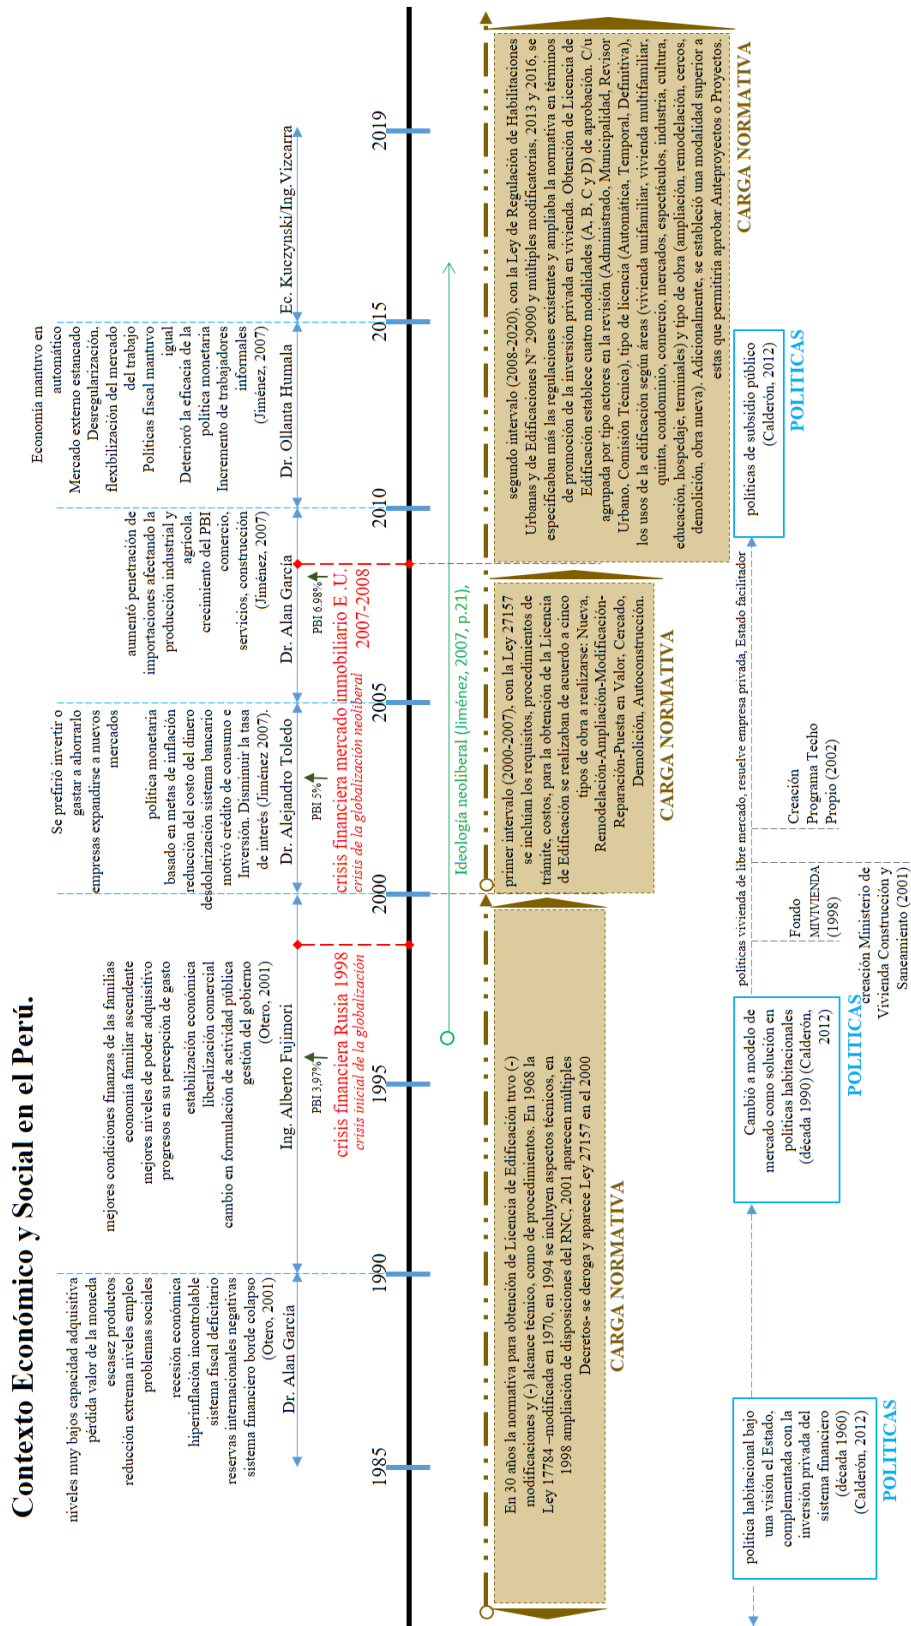 Contexto Económico y Social en el Perú.
niveles muy bajos capacidad adquisitiva
pérdida valor de la moneda
escasez productos
reducción extrema niveles empleo
problemas sociales
recesión económica
hiperinflación incontrolable
sistema fiscal deficitario
reservas internacionales negativas
sistema financiero borde colapso
(Otero, 2001)
Dr. Alan García
mejores condiciones finanzas de las familias
economía familiar ascendente
mejores niveles de poder adquisitivo
progresos en su percepción de gasto
estabilización económica
liberalización comercial
cambio en formulación de actividad pública
gestión del gobierno
(Otero, 2001)
Ing. Alberto Fujimori
PBI 3,97%
crisis financiera Rusia 1998
crisis inicial de la globalización
Se prefirió invertir o
gastar a ahorrarlo
empresas expandirse a nuevos
mercados
política monetaria
basado en metas de inflación
reducción del costo del dinero
desdolarización sistema bancario
motivó crédito de consumo e
Inversión. Disminuir la tasa
de interés (Jiménez 2007).
Dr. Alejandro Toledo
PBI 5%
crisis financiera mercado inmobiliario E .U.
crisis de la globalización neoliberal
2007-2008
aumentó penetración de
importaciones afectando la
producción industrial y
agrícola.
crecimiento del PBI
comercio,
servicios, construcción
(Jiménez, 2007)
Dr. Alan García
PBI 6.98%
Economía mantuvo en
automático
Mercado externo estancado
Desregularización,
flexibilización del mercado
del trabajo
Políticas fiscal mantuvo
igual
Deterioró la eficacia de la
política monetaria
Incremento de trabajadores
informales
(Jiménez, 2007)
Dr. Ollanta Humala
Ec. Kuczynski/Ing.Vizcarra
1985
1990
1995
2000
2005
2010
2015
2019
Ideología neoliberal (Jiménez, 2007, p.21),
En 30 años la normativa para obtención de Licencia de Edificación tuvo (-)
modificaciones y (-) alcance técnico, como de procedimientos. En 1968 la
Ley 17784 –modificada en 1970, en 1994 se incluyen aspectos técnicos, en
1998 ampliación de disposiciones del RNC, 2001 aparecen múltiples
Decretos- se deroga y aparece Ley 27157 en el 2000
CARGA NORMATIVA
primer intervalo (2000-2007), con la Ley 27157
se incluían los requisitos, procedimientos de
trámite, costos, para la obtención de la Licencia
de Edificación se realizaban de acuerdo a cinco
tipos de obra a realizarse: Nueva,
Remodelación-Ampliación-Modificación-
Reparación-Puesta en Valor, Cercado,
Demolición, Autoconstrucción.
CARGA NORMATIVA
segundo intervalo (2008-2020), con la Ley de Regulación de Habilitaciones
Urbanas y de Edificaciones N° 29090 y múltiples modificatorias, 2013 y 2016, se
especificaban más las regulaciones existentes y ampliaba la normativa en términos
de promoción de la inversión privada en vivienda. Obtención de Licencia de
Edificación establece cuatro modalidades (A, B, C y D) de aprobación. C/u
agrupada por tipo actores en la revisión (Administrado, Municipalidad, Revisor
Urbano, Comisión Técnica), tipo de licencia (Automática, Temporal, Definitiva),
los usos de la edificación según áreas (vivienda unifamiliar, vivienda multifamiliar,
quinta, condominio, comercio, mercados, espectáculos, industria, cultura,
educación, hospedaje, terminales) y tipo de obra (ampliación, remodelación, cercos,
demolición, obra nueva). Adicionalmente, se estableció una modalidad superior a
estas que permitiría aprobar Anteproyectos o Proyectos.
CARGA NORMATIVA
política habitacional bajo
una visión el Estado,
complementada con la
inversión privada del
sistema financiero
(década 1960)
(Calderón, 2012)
POLITICAS
Cambió a modelo de
mercado como solución en
políticas habitacionales
(década 1990) (Calderón,
2012)
POLITICAS
políticas vivienda de libre mercado, resuelve empresa privada, Estado facilitador
Fondo
MIVIVIENDA
(1998)
creación Ministerio de
Vivienda Construcción y
Saneamiento (2001)
Creación
Programa Techo
Propio (2002)
políticas de subsidio público
(Calderón, 2012)
POLITICAS